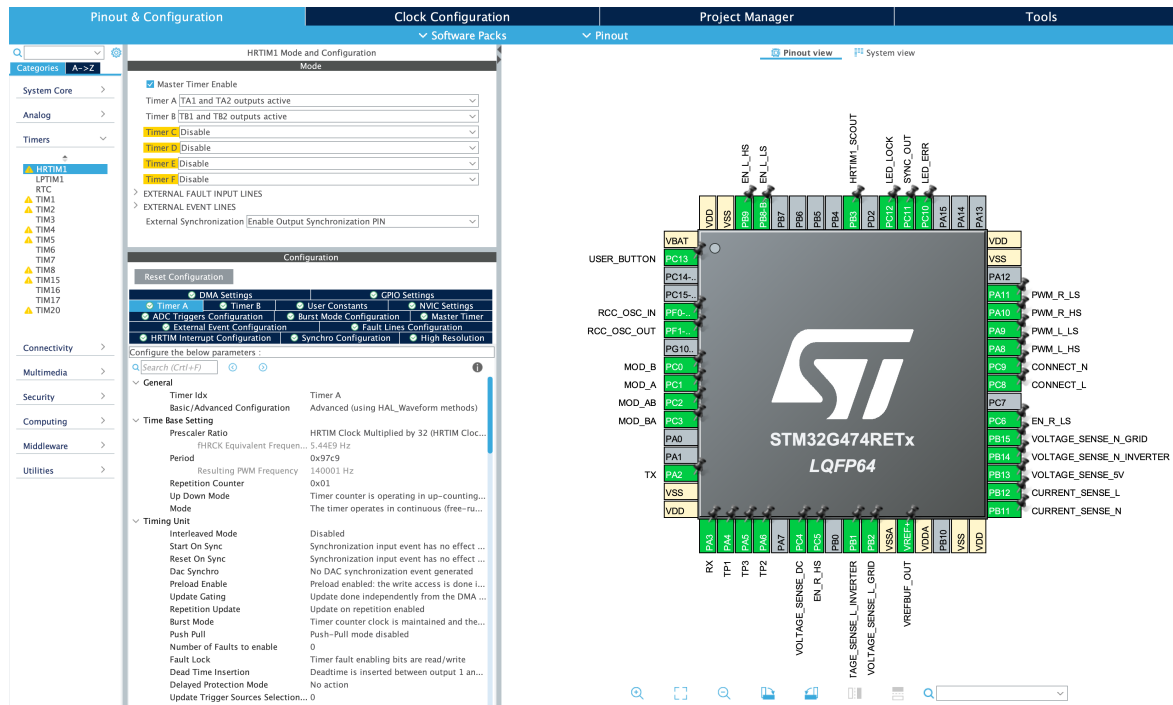 Pinout & Configuration
Clock Configuration
Project Manager
Tools
Software Packs
Pinout
HRTIM1 Mode and Configuration
Pinout view
System view
Categories
A->Z
System Core
Analog
Timers
HRTIM1
LPTIM1
RTC
TIM1
TIM2
TIM3
TIM4
TIM5
TIM6
TIM7
TIM8
TIM15
TIM16
TIM17
TIM20
Connectivity
Multimedia
Security
Computing
Middleware
Utilities
Mode
Master Timer Enable
Timer A TA1 and TA2 outputs active
Timer B TB1 and TB2 outputs active
Timer C Disable
Timer D Disable
Timer E Disable
Timer F Disable
EXTERNAL FAULT INPUT LINES
EXTERNAL EVENT LINES
External Synchronization Enable Output Synchronization PIN
Configuration
Reset Configuration
DMA Settings
GPIO Settings
Timer A
Timer B
User Constants
NVIC Settings
ADC Triggers Configuration
Burst Mode Configuration
Master Timer
External Event Configuration
Fault Lines Configuration
HRTIM Interrupt Configuration
Synchro Configuration
High Resolution
Configure the below parameters :
Search (Crtl+F)
General
Timer Idx Timer A
Basic/Advanced Configuration Advanced (using HAL_Waveform methods)
Time Base Setting
Prescaler Ratio HRTIM Clock Multiplied by 32 (HRTIM Cloc...
fHRCK Equivalent Frequen... 5.44E9 Hz
Period 0x97c9
Resulting PWM Frequency 140001 Hz
Repetition Counter 0x01
Up Down Mode Timer counter is operating in up-counting...
Mode The timer operates in continuous (free-ru...
Timing Unit
Interleaved Mode Disabled
Start On Sync Synchronization input event has no effect ...
Reset On Sync Synchronization input event has no effect ...
Dac Synchro No DAC synchronization event generated
Preload Enable Preload enabled: the write access is done i...
Update Gating Update done independently from the DMA ...
Repetition Update Update on repetition enabled
Burst Mode Timer counter clock is maintained and the...
Push Pull Push-Pull mode disabled
Number of Faults to enable 0
Fault Lock Timer fault enabling bits are read/write
Dead Time Insertion Deadtime is inserted between output 1 an...
Delayed Protection Mode No action
Update Trigger Sources Selection... 0
EN_L_HS
EN_L_LS
HRTIM1_SCOUT
LED_LOCK
SYNC_OUT
LED_ERR
VDD
VSS
PB9
PB8-B
PB7
PB6
PB5
PB4
PB3
PD2
PC12
PC11
PC10
PA15
PA14
PA13
VBAT
USER_BUTTON PC13
PC14-..
PC15-..
RCC_OSC_IN PF0-..
RCC_OSC_OUT PF1-..
PG10..
MOD_B PC0
MOD_A PC1
MOD_AB PC2
MOD_BA PC3
PA0
PA1
TX PA2
VSS
VDD
STM32G474RETx
LQFP64
VDD
VSS
PA12
PA11 PWM_R_LS
PA10 PWM_R_HS
PA9 PWM_L_LS
PA8 PWM_L_HS
PC9 CONNECT_N
PC8 CONNECT_L
PC7
PC6 EN_R_LS
PB15 VOLTAGE_SENSE_N_GRID
PB14 VOLTAGE_SENSE_N_INVERTER
PB13 VOLTAGE_SENSE_5V
PB12 CURRENT_SENSE_L
PB11 CURRENT_SENSE_N
PA3
PA4
PA5
PA6
PA7
PC4
PC5
PB0
PB1
PB2
VSSA
VREF+
VDDA
PB10
VSS
VDD
RX
TP1
TP3
TP2
VOLTAGE_SENSE_DC
EN_R_HS
TAGE_SENSE_L_INVERTER
VOLTAGE_SENSE_L_GRID
VREFBUF_OUT